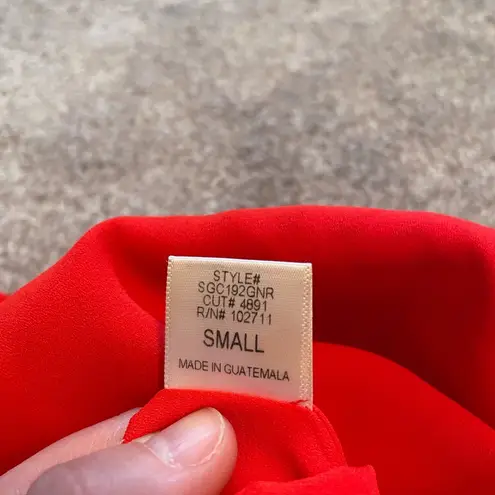 STYLE#
SGC192GNR
CUT# 4891
R/N# 102711
SMALL
MADE IN GUATEMALA